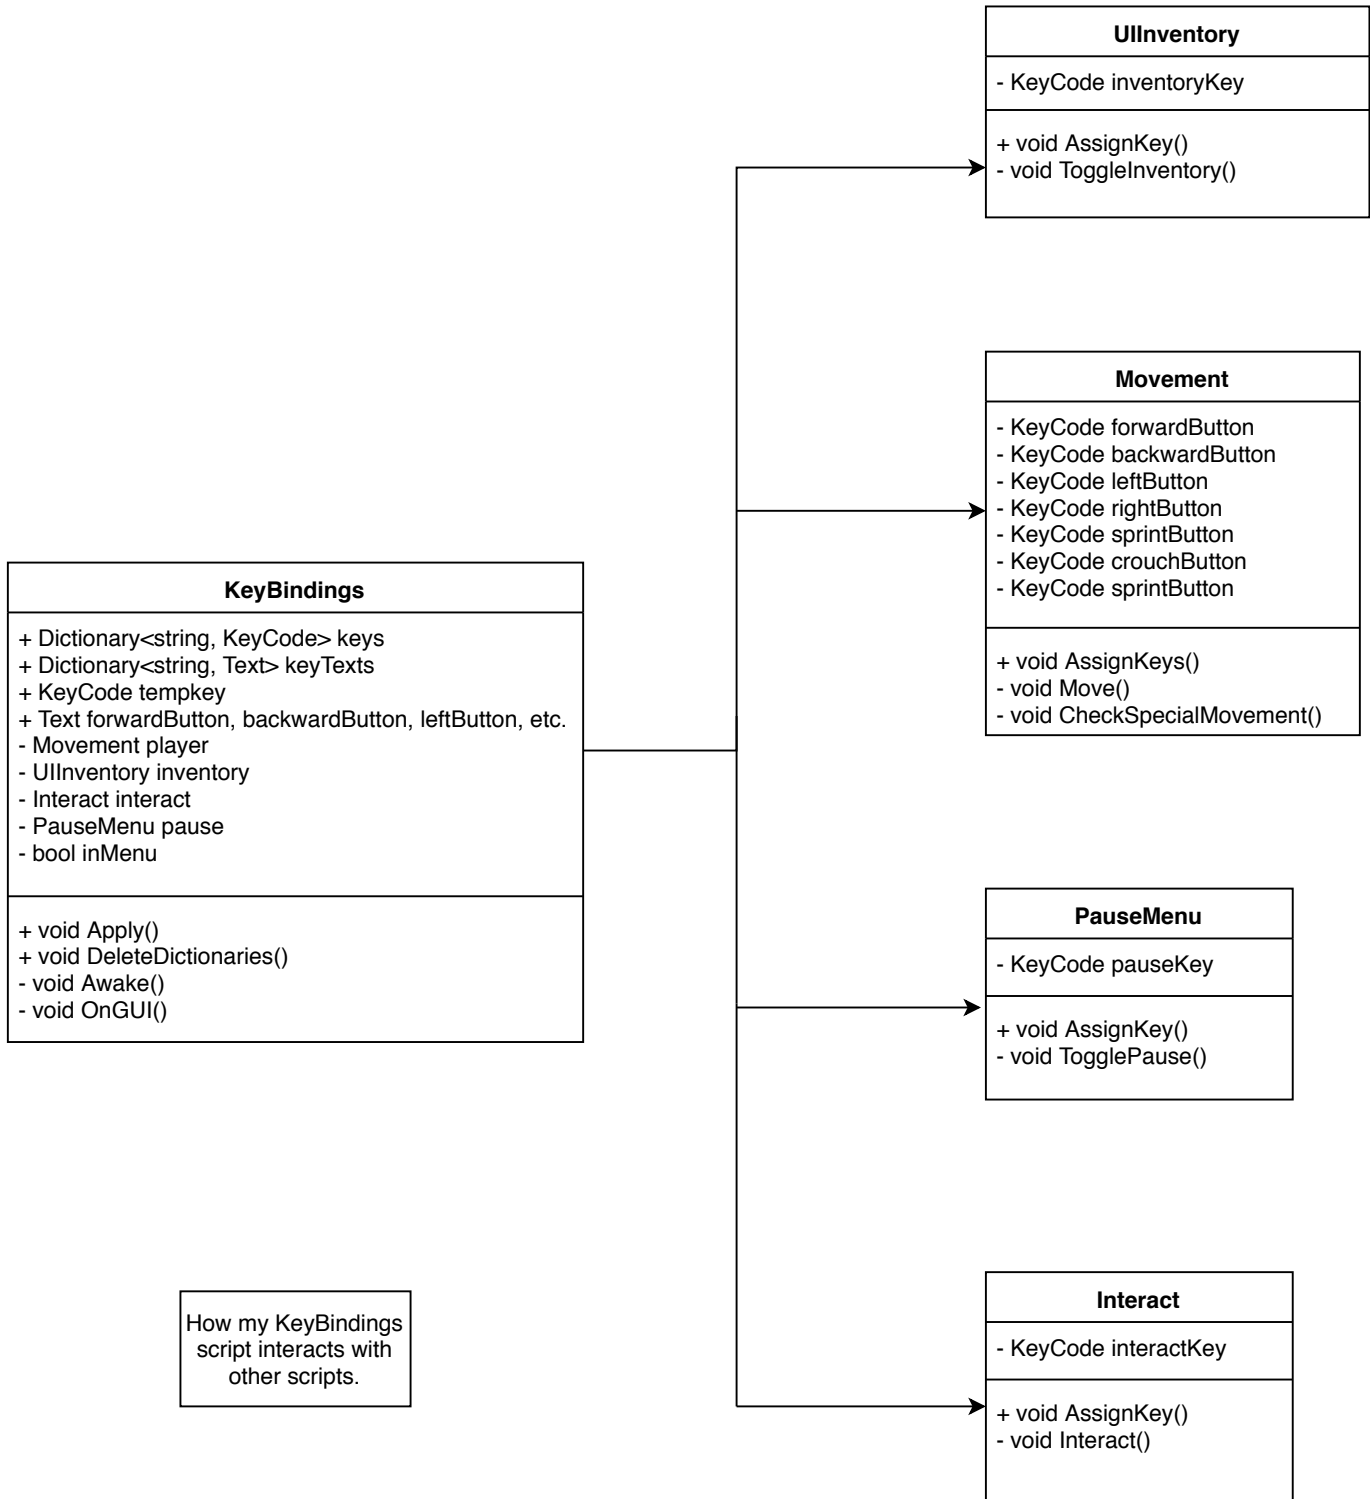 UIInventory
- KeyCode inventoryKey
+ void AssignKey()
- void ToggleInventory()
Movement
- KeyCode forwardButton
- KeyCode backwardButton
- KeyCode leftButton
- KeyCode rightButton
- KeyCode sprintButton
- KeyCode crouchButton
- KeyCode sprintButton
+ void AssignKeys()
- void Move()
- void CheckSpecialMovement()
KeyBindings
+ Dictionary<string, KeyCode> keys
+ Dictionary<string, Text> keyTexts
+ KeyCode tempkey
+ Text forwardButton, backwardButton, leftButton, etc.
- Movement player
- UIInventory inventory
- Interact interact
- PauseMenu pause
- bool inMenu
+ void Apply()
+ void DeleteDictionaries()
- void Awake()
- void OnGUI()
PauseMenu
- KeyCode pauseKey
+ void AssignKey()
- void TogglePause()
Interact
- KeyCode interactKey
+ void AssignKey()
- void Interact()
How my KeyBindings
script interacts with
other scripts.